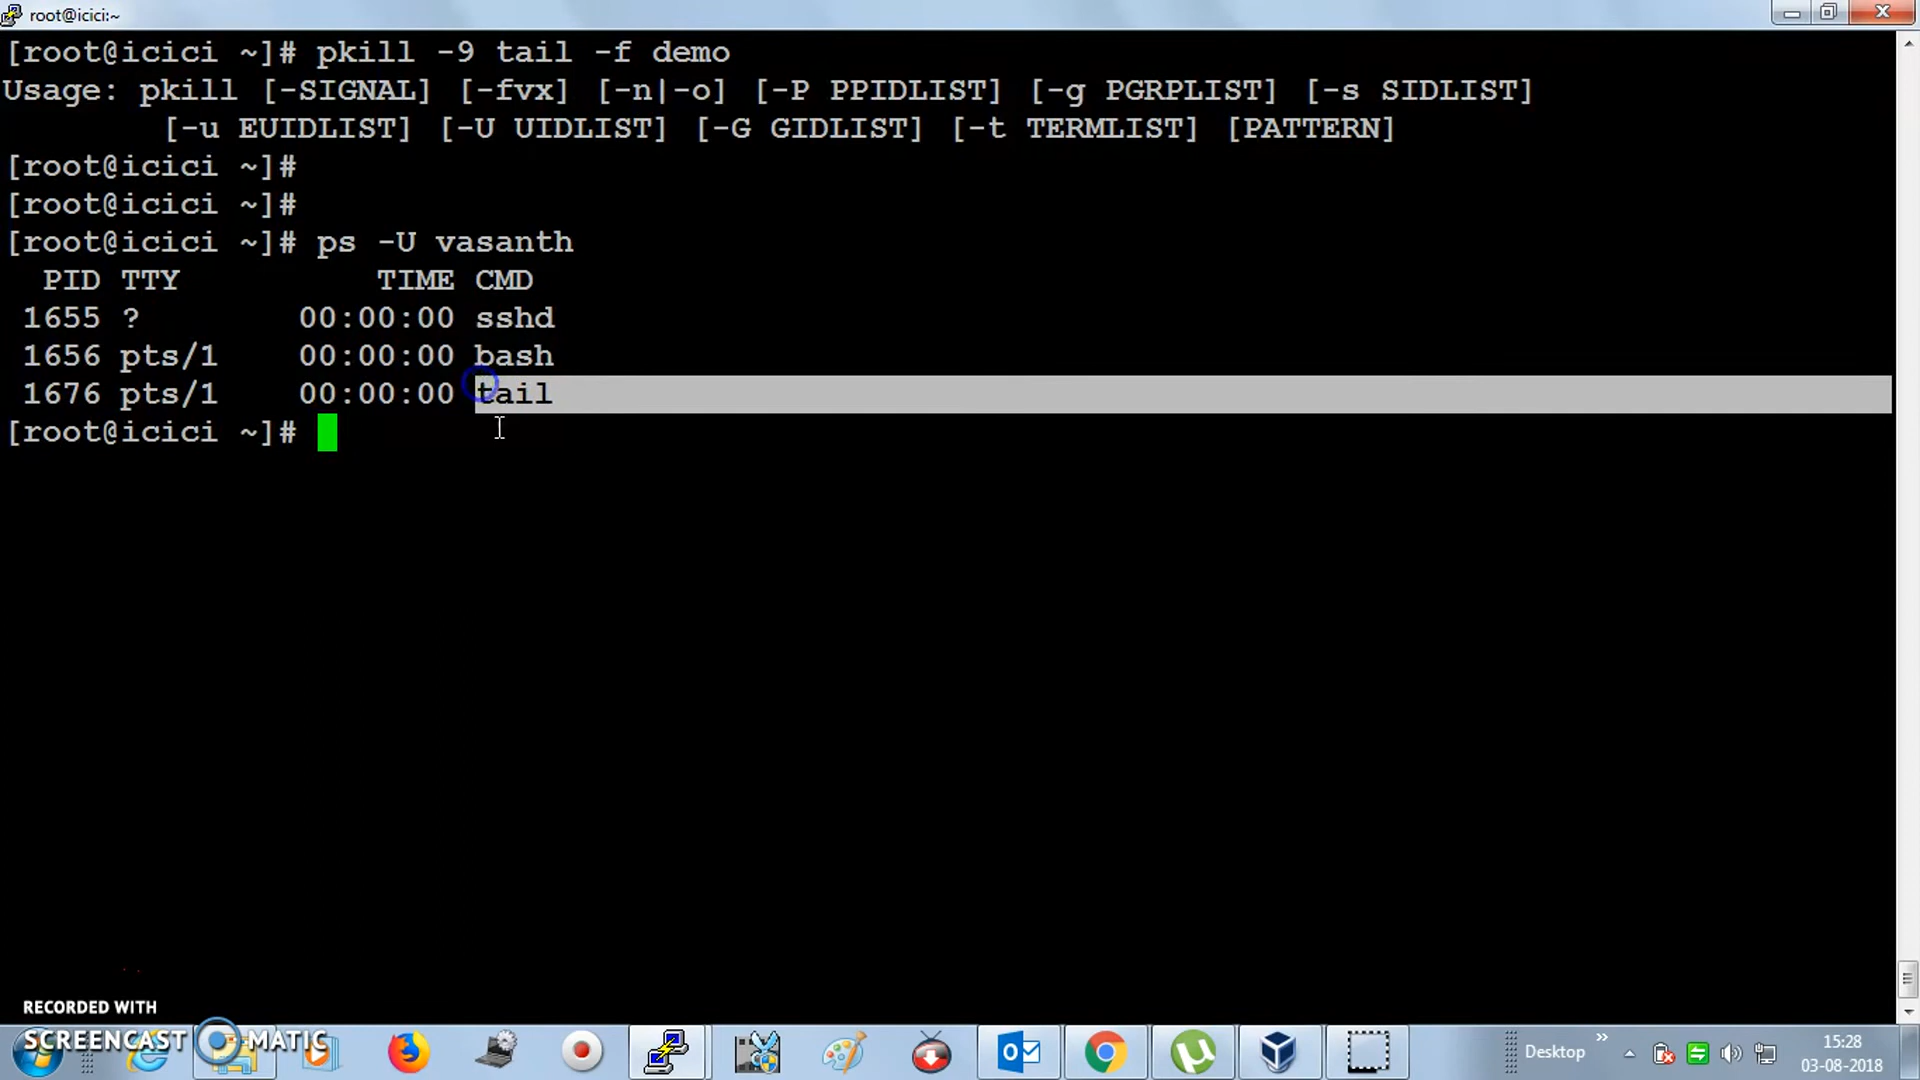 root@icici:~
[root@icici ~]# pkill -9 tail -f demo
Usage: pkill [-SIGNAL] [-fvx] [-n|-o] [-P PPIDLIST] [-g PGRPLIST] [-s SIDLIST]
[-u EUIDLIST] [-U UIDLIST] [-G GIDLIST] [-t TERMLIST] [PATTERN]
[root@icici ~]#
[root@icici ~]#
[root@icici ~]# ps -U vasanth
PID TTY TIME CMD
1655 ? 00:00:00 sshd
1656 pts/1 00:00:00 bash
1676 pts/1 00:00:00 tail
[root@icici ~]#
RECORDED WITH
SCREENCAST MATIC
Desktop
15:28
03-08-2018